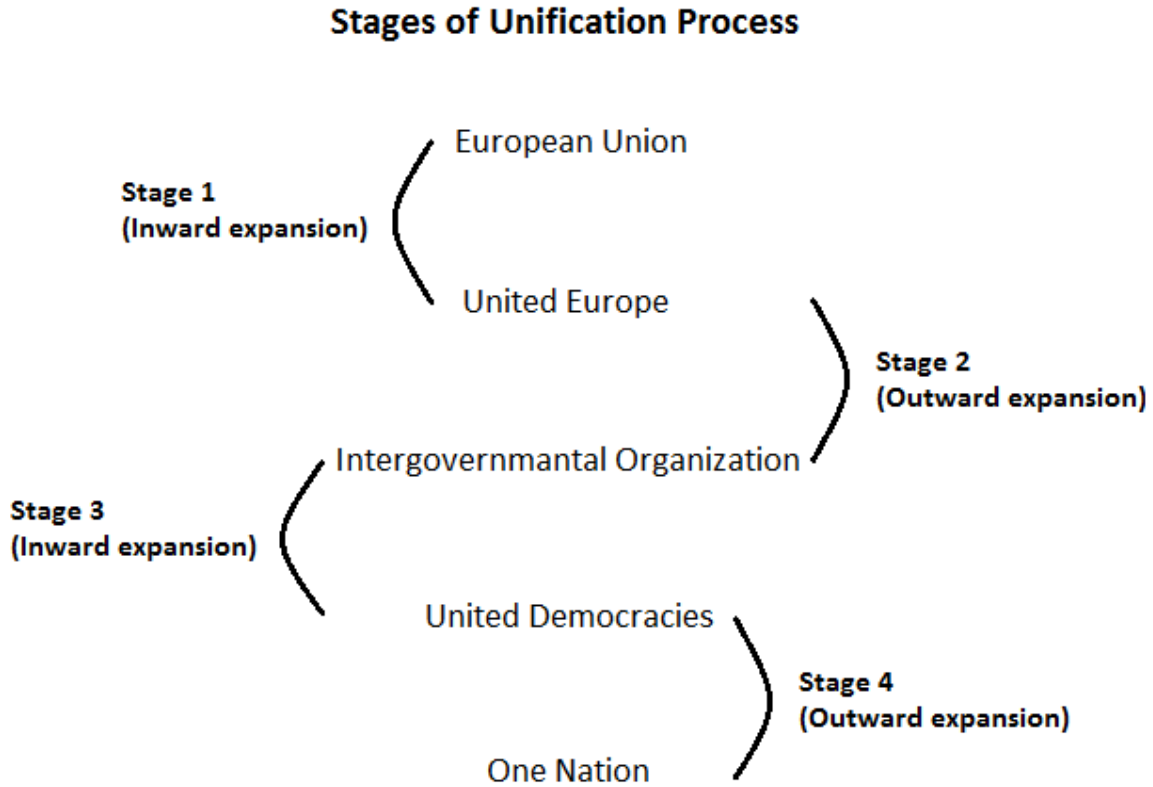 Stages of Unification Process
European Union
Stage 1
(Inward expansion)
United Europe
Stage 2
(Outward expansion)
Intergovernmantal Organization
Stage 3
(Inward expansion)
United Democracies
Stage 4
(Outward expansion)
One Nation